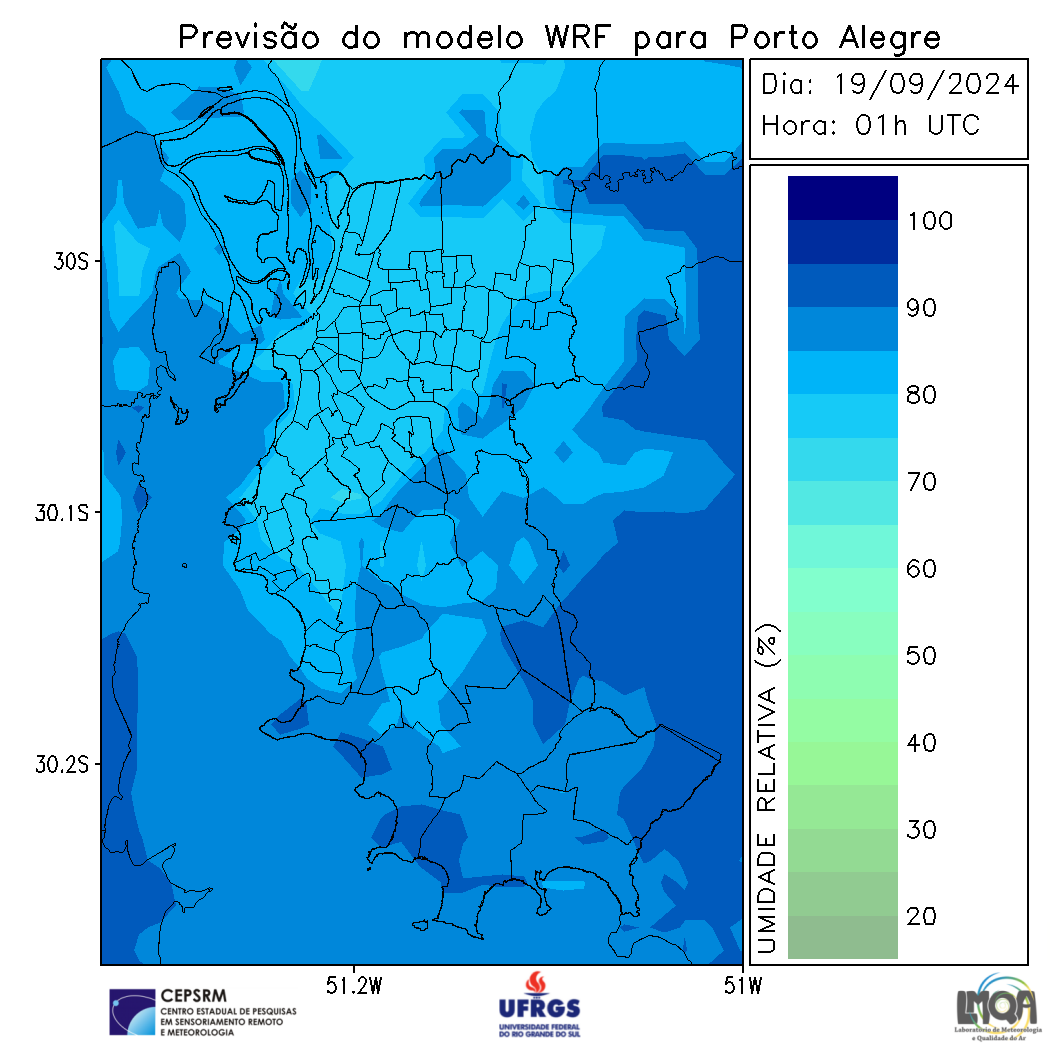 Previsão do modelo WRF para Porto Alegre
Dia: 19/09/2024
Hora: 01h UTC
30S
30.1S
30.2S
51.2W
51W
UMIDADE RELATIVA (%)
100
90
80
70
60
50
40
30
20
CEPSRM
CENTRO ESTADUAL DE PESQUISAS
EM SENSORIAMENTO REMOTO
E METEOROLOGIA
UFRGS
UNIVERSIDADE FEDERAL
DO RIO GRANDE DO SUL
LMQA
Laboratório de Meteorologia
e Qualidade do Ar